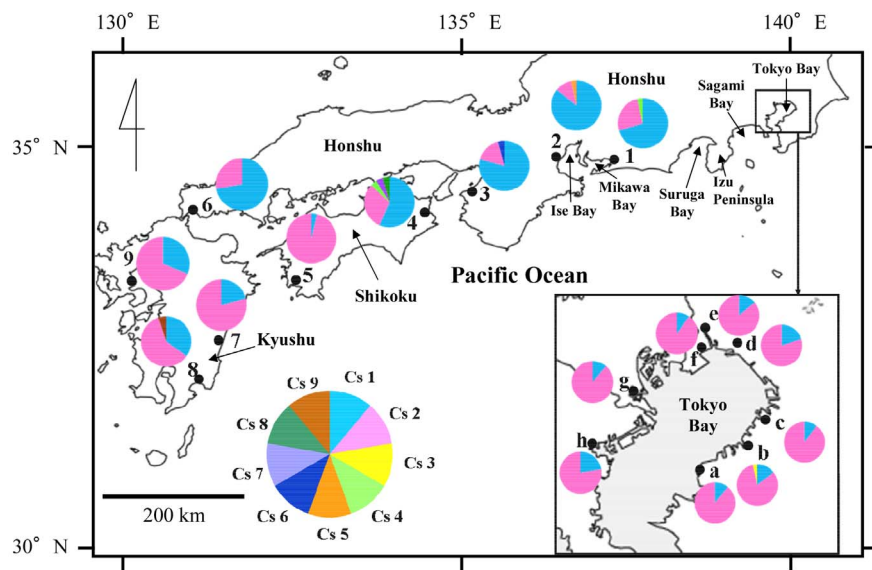 130° E
135° E
140° E
35° N
30° N
Honshu
Tokyo Bay
Sagami
Bay
Honshu
2
1
Ise Bay
Mikawa
Bay
Suruga
Bay
Izu
Peninsula
3
4
6
5
Shikoku
Pacific Ocean
9
7
Kyushu
8
Cs 9
Cs 1
Cs 8
Cs 2
Cs 7
Cs 3
Cs 6
Cs 5
Cs 4
200 km
e
f
d
g
Tokyo
Bay
c
h
b
a